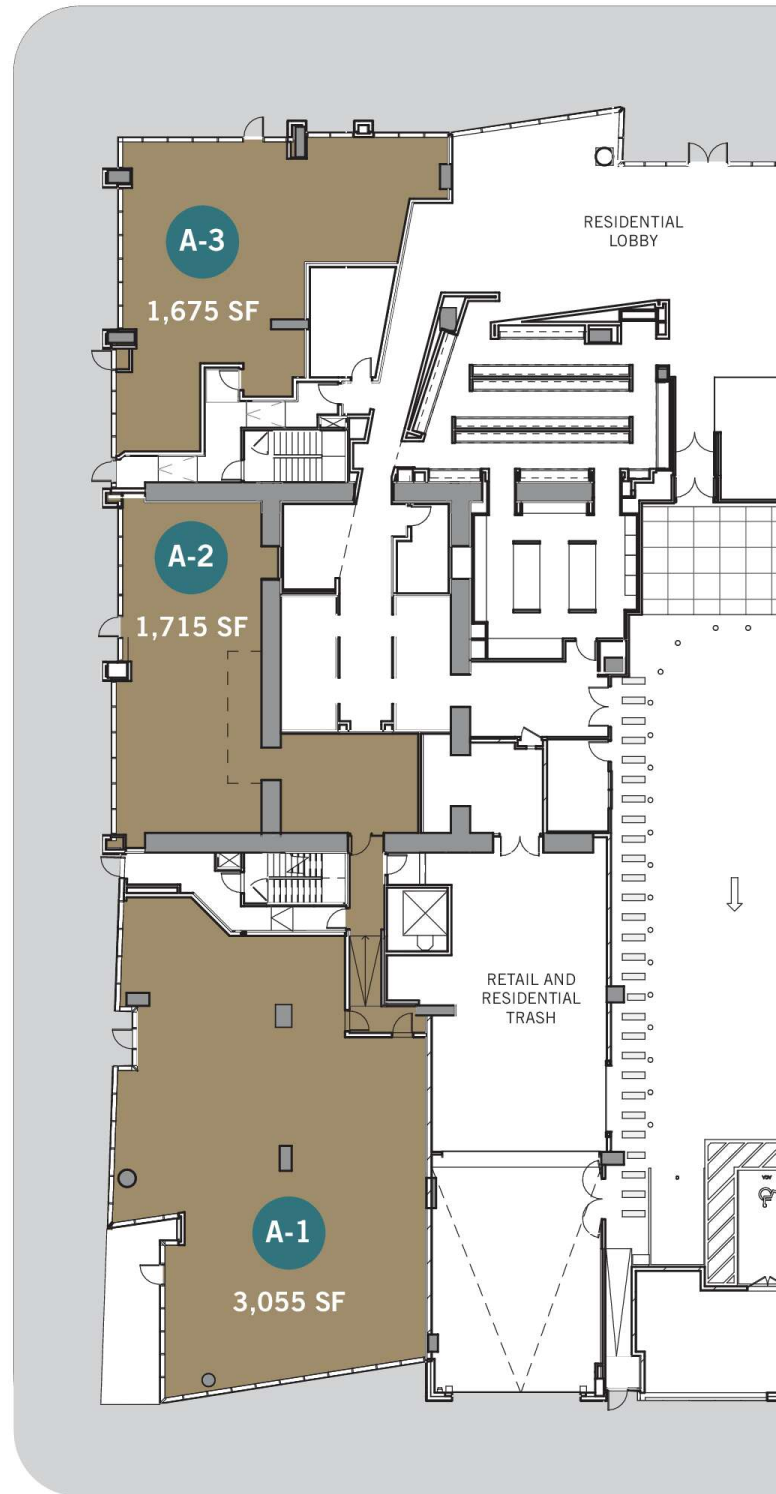 RESIDENTIAL
LOBBY
A-3
1,675 SF
A-2
1,715 SF
RETAIL AND
RESIDENTIAL
TRASH
A-1
3,055 SF